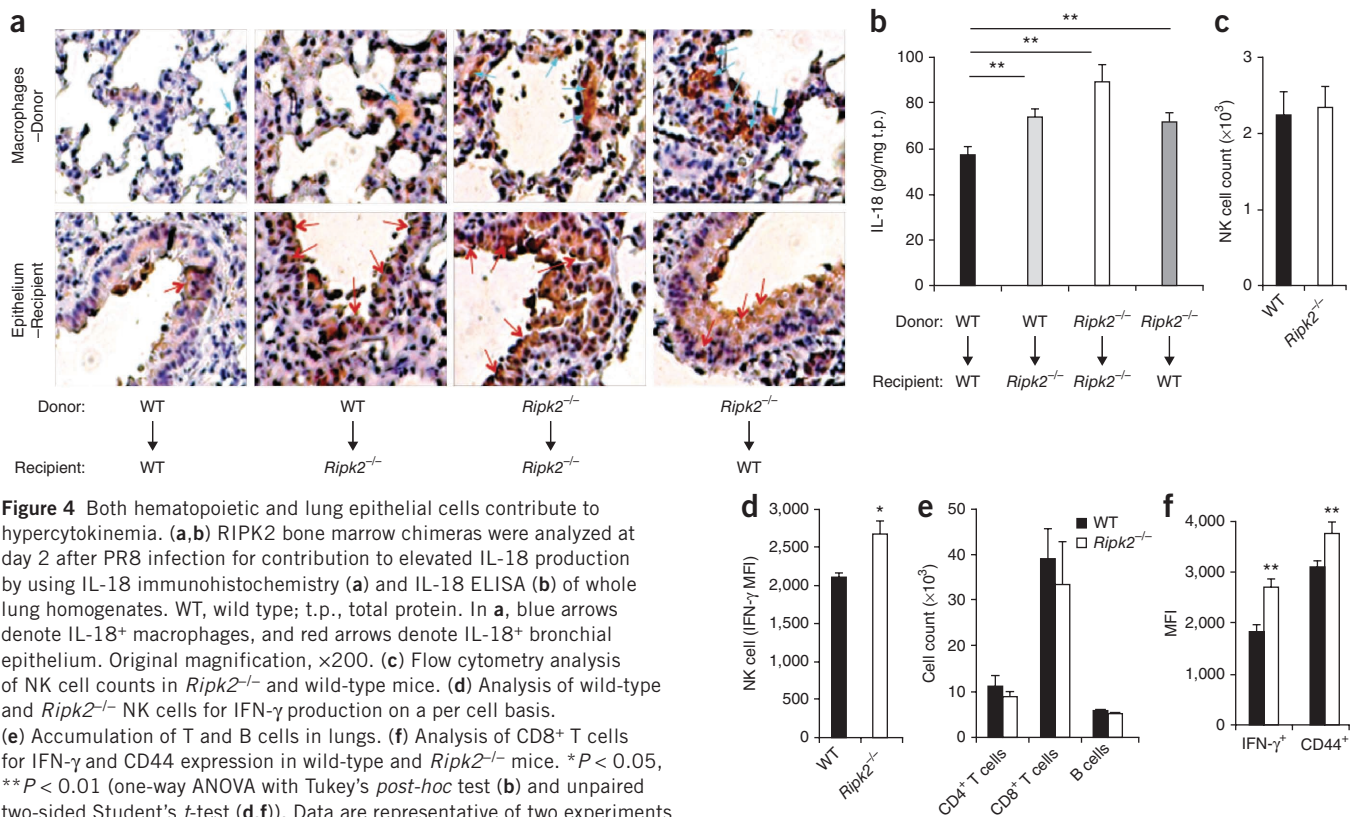 a
Macrophages
–Donor
Epithelium
–Recipient
Donor: WT WT Ripk2–/– Ripk2–/–
Recipient: WT Ripk2–/– Ripk2–/– WT
b
**
**
**
100
80
60
40
20
0
IL-18 (pg/mg t.p.)
Donor: WT WT Ripk2–/– Ripk2–/–
Recipient: WT Ripk2–/– Ripk2–/– WT
c
3
2
1
0
NK cell count (×10³)
WT
Ripk2–/–
Figure 4 Both hematopoietic and lung epithelial cells contribute to
hypercytokinemia. (a,b) RIPK2 bone marrow chimeras were analyzed at
day 2 after PR8 infection for contribution to elevated IL-18 production
by using IL-18 immunohistochemistry (a) and IL-18 ELISA (b) of whole
lung homogenates. WT, wild type; t.p., total protein. In a, blue arrows
denote IL-18+ macrophages, and red arrows denote IL-18+ bronchial
epithelium. Original magnification, ×200. (c) Flow cytometry analysis
of NK cell counts in Ripk2–/– and wild-type mice. (d) Analysis of wild-type
and Ripk2–/– NK cells for IFN-γ production on a per cell basis.
(e) Accumulation of T and B cells in lungs. (f) Analysis of CD8+ T cells
for IFN-γ and CD44 expression in wild-type and Ripk2–/– mice. *P < 0.05,
**P < 0.01 (one-way ANOVA with Tukey's post-hoc test (b) and unpaired
two-sided Student's t-test (d,f)). Data are representative of two experiments
d
3,000
2,500
2,000
1,500
1,000
500
0
NK cell (IFN-γ MFI)
*
WT
Ripk2–/–
e
50
40
30
20
10
0
Cell count (×10³)
WT
Ripk2–/–
CD4+ T cells
CD8+ T cells
B cells
f
4,000
3,000
2,000
1,000
0
MFI
**
**
IFN-γ+ CD44+